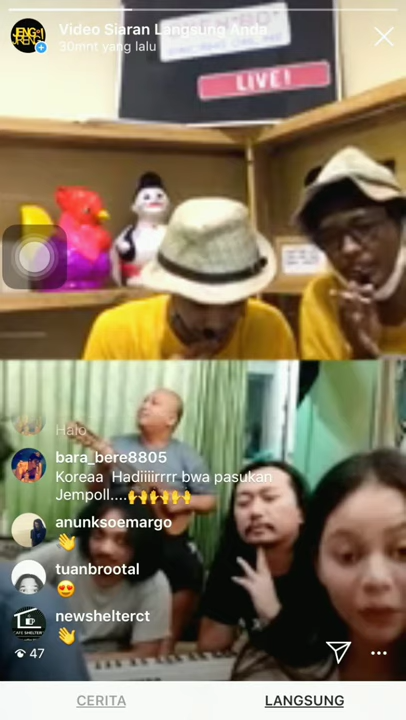 Video Siaran Langsung Anda
30mnt yang lalu
LIVE!
Halo
bara_bere8805
Koreaa Hadiiiirrrr bwa pasukan
Jempoll....🙌🙌🙌🙌
anunksoemargo
👋
tuanbrootal
😍
newshelterct
👋
47
CERITA
LANGSUNG